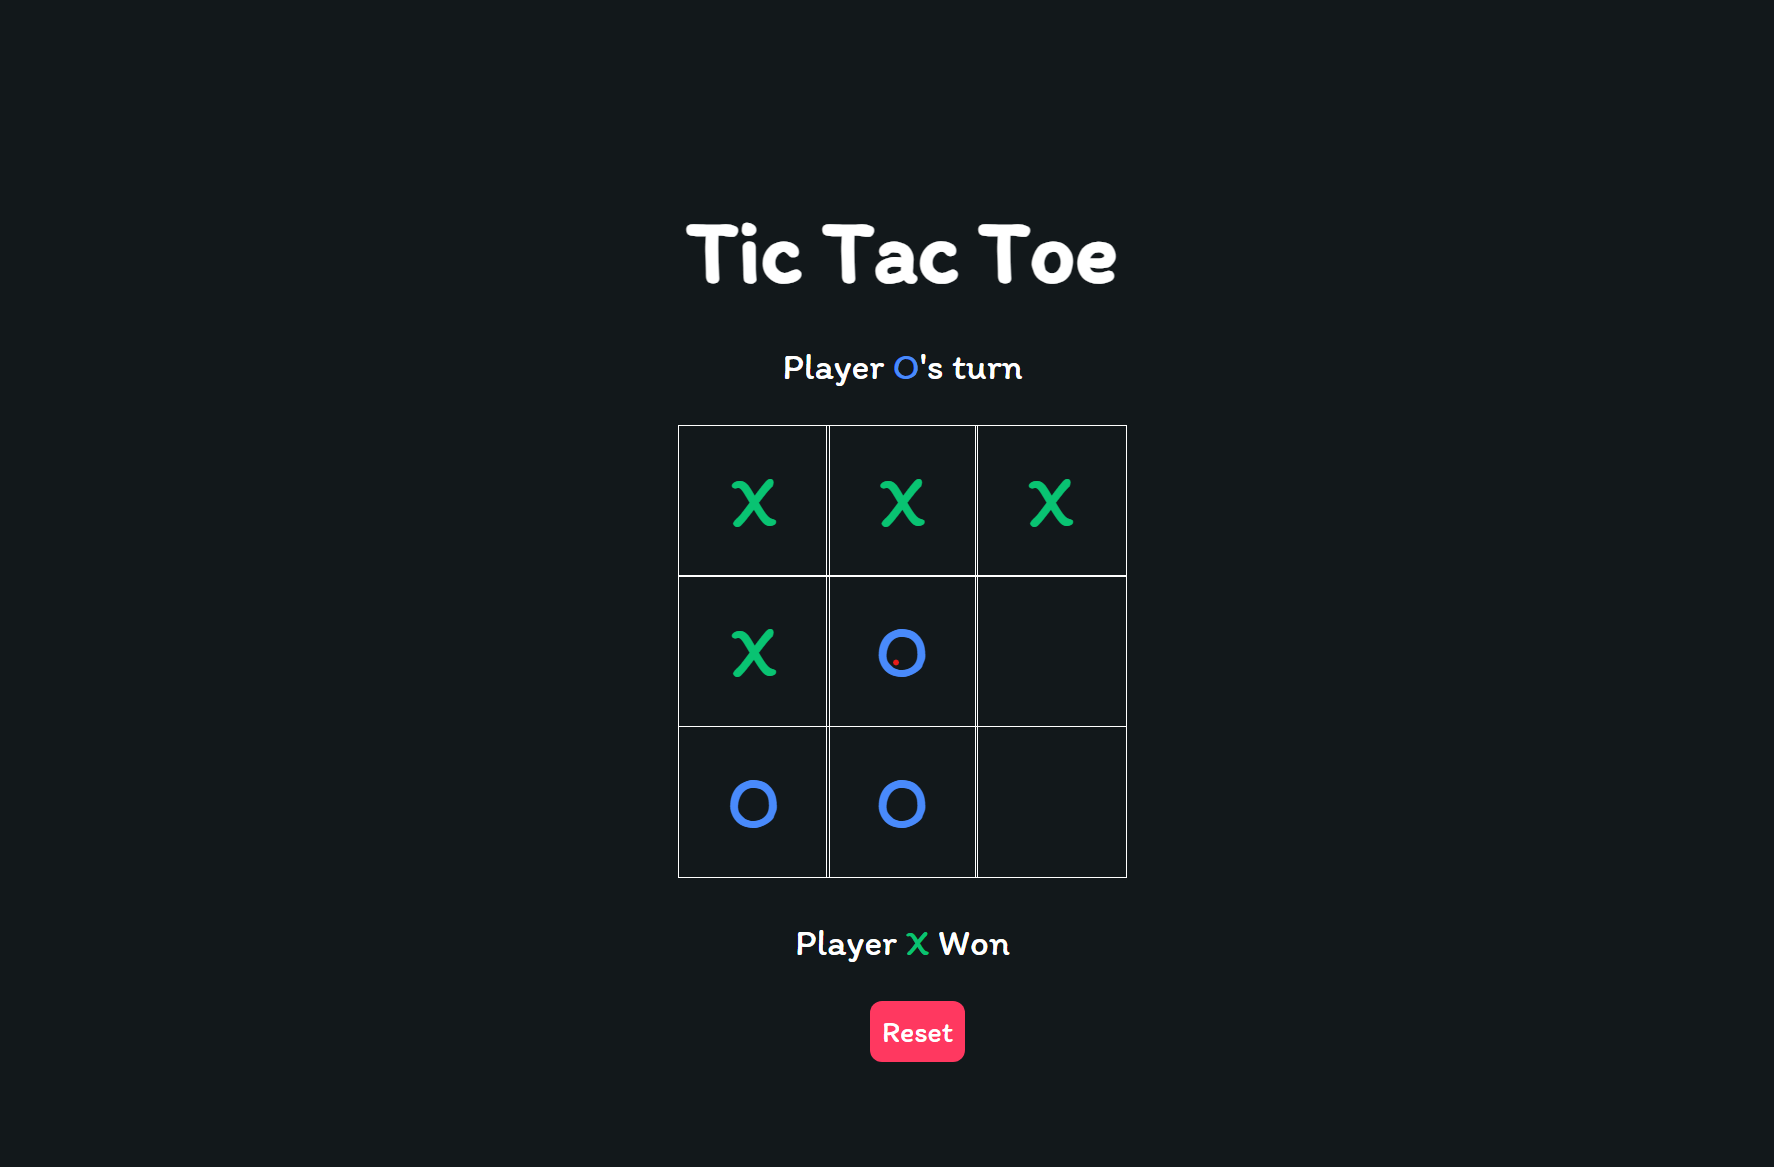 Tic Tac Toe
Player O's turn
X X X
X O
O O
Player X Won
Reset